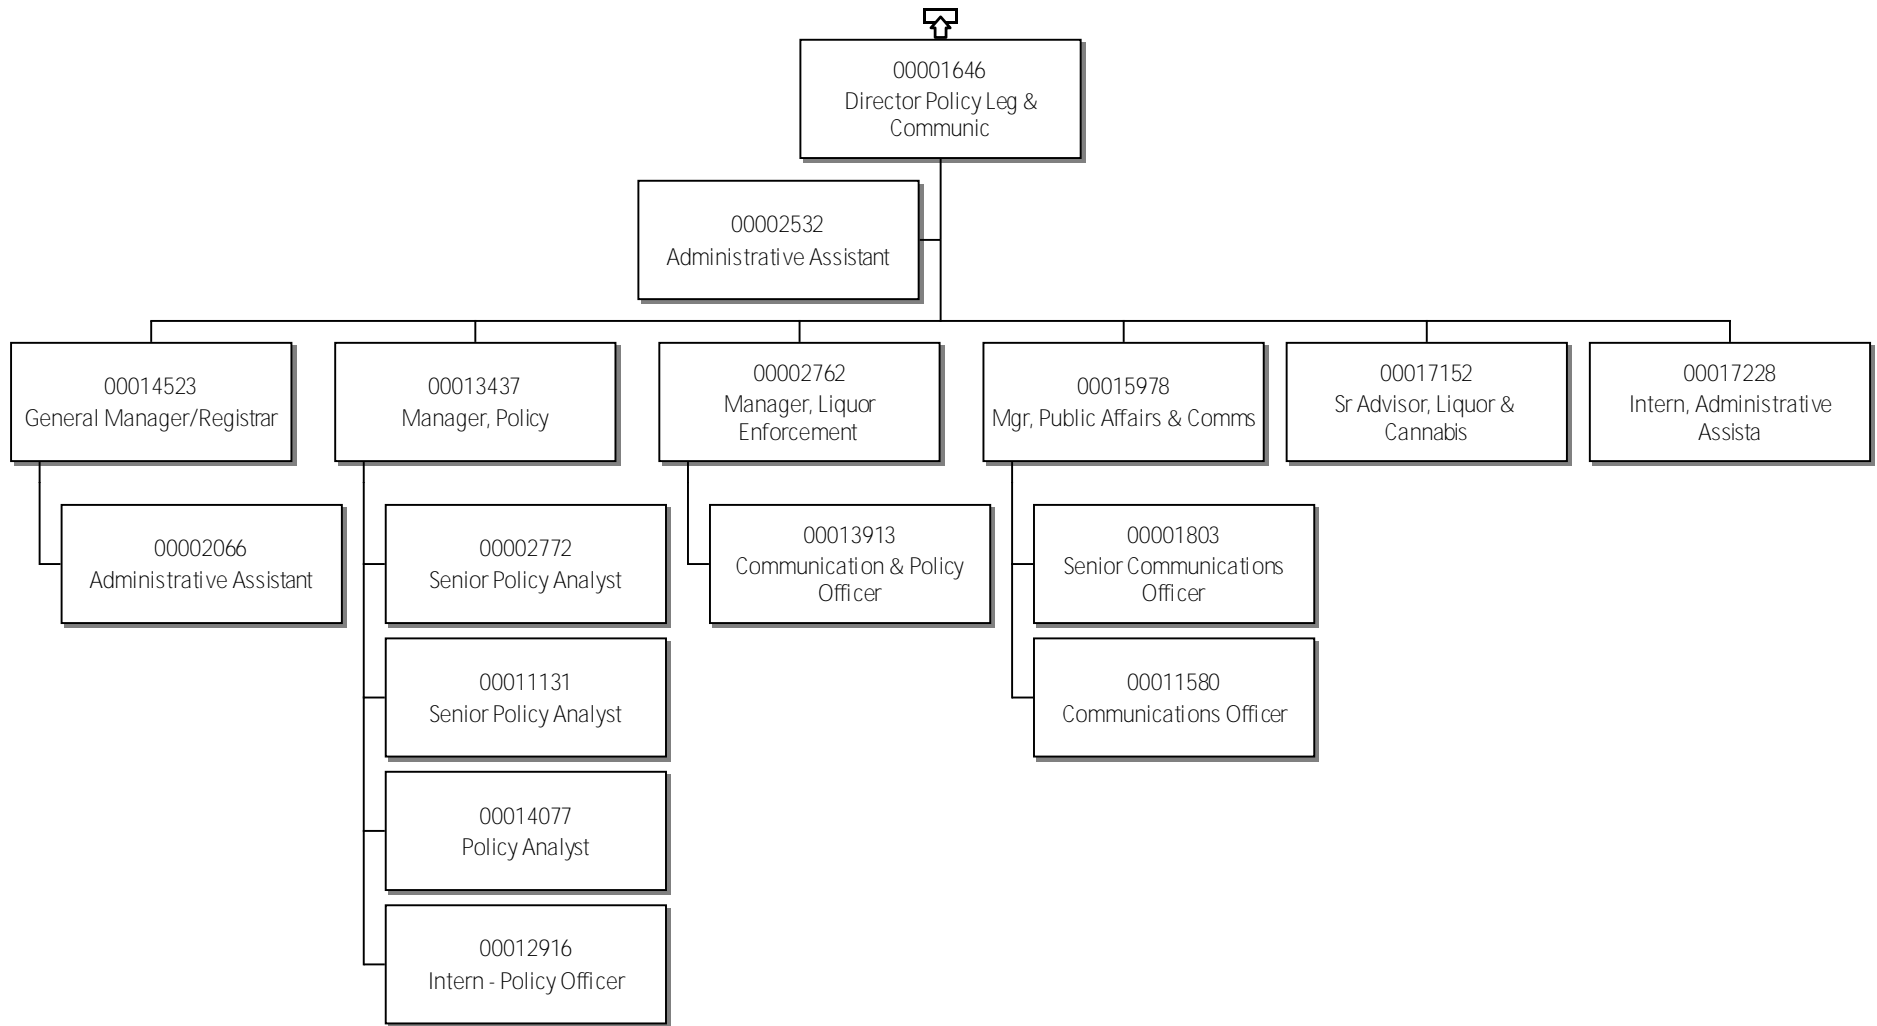 00001646
Director Policy Leg &
Communic
00002532
Administrative Assistant
00014523
General Manager/Registrar
00013437
Manager, Policy
00002762
Manager, Liquor
Enforcement
00015978
Mgr, Public Affairs & Comms
00017152
Sr Advisor, Liquor &
Cannabis
00017228
Intern, Administrative
Assista
00002066
Administrative Assistant
00002772
Senior Policy Analyst
00013913
Communication & Policy
Officer
00001803
Senior Communications
Officer
00011131
Senior Policy Analyst
00011580
Communications Officer
00014077
Policy Analyst
00012916
Intern - Policy Officer